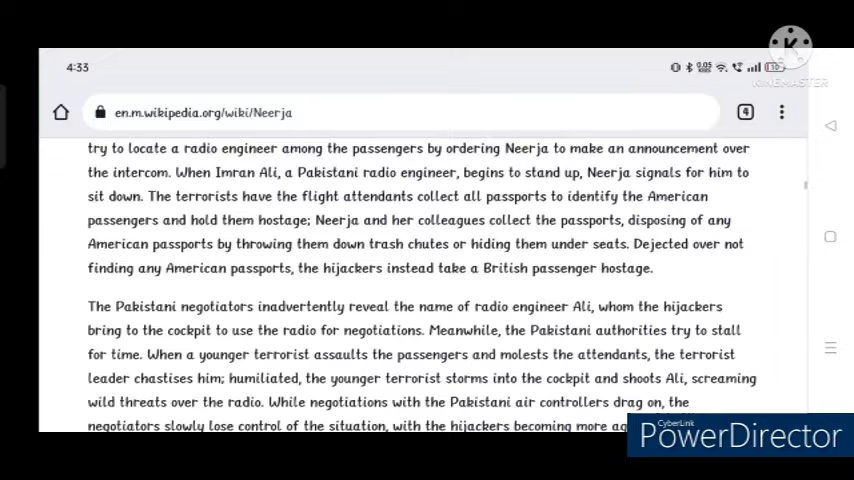 4:33
0.05
30
K
KINEMASTER
en.m.wikipedia.org/wiki/Neerja
4
try to locate a radio engineer among the passengers by ordering Neerja to make an announcement over
the intercom. When Imran Ali, a Pakistani radio engineer, begins to stand up, Neerja signals for him to
sit down. The terrorists have the flight attendants collect all passports to identify the American
passengers and hold them hostage; Neerja and her colleagues collect the passports, disposing of any
American passports by throwing them down trash chutes or hiding them under seats. Dejected over not
finding any American passports, the hijackers instead take a British passenger hostage.
The Pakistani negotiators inadvertently reveal the name of radio engineer Ali, whom the hijackers
bring to the cockpit to use the radio for negotiations. Meanwhile, the Pakistani authorities try to stall
for time. When a younger terrorist assaults the passengers and molests the attendants, the terrorist
leader chastises him; humiliated, the younger terrorist storms into the cockpit and shoots Ali, screaming
wild threats over the radio. While negotiations with the Pakistani air controllers drag on, the
negotiators slowly lose control of the situation, with the hijackers becoming more
CyberLink
PowerDirector